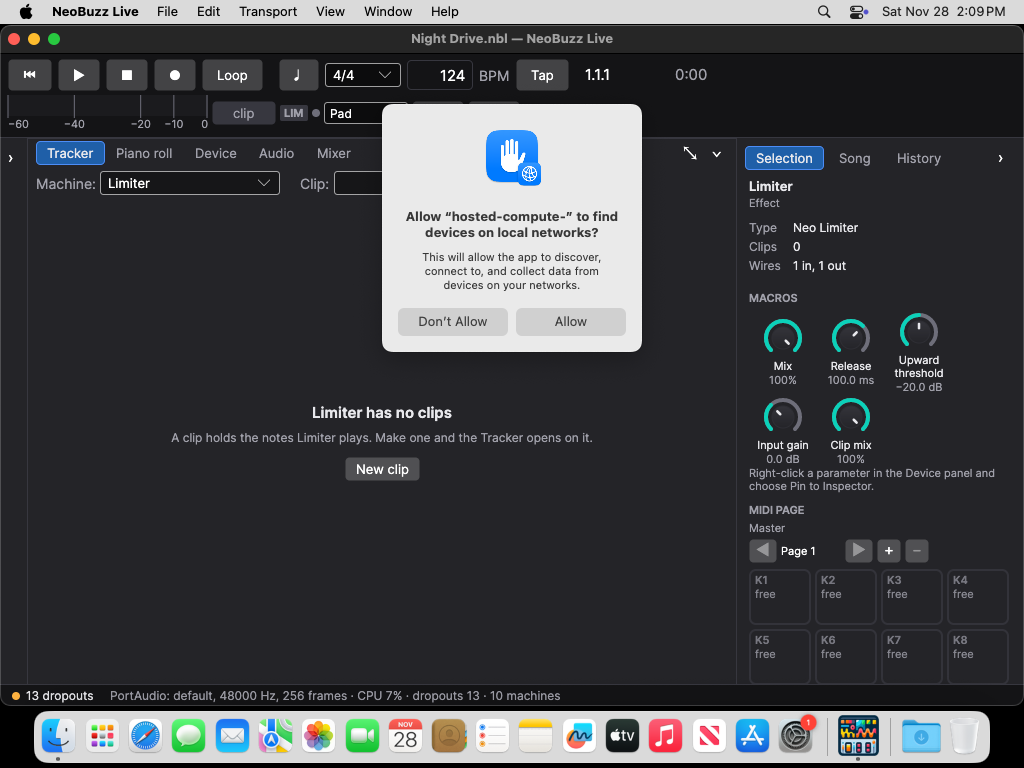 NeoBuzz Live File Edit Transport View Window Help Sat Nov 28 2:09 PM
Night Drive.nbl — NeoBuzz Live
Loop 4/4 124 BPM Tap 1.1.1 0:00
-60 -40 -20 -10 0 clip LIM Pad
Tracker Piano roll Device Audio Mixer
Machine: Limiter Clip:
Allow “hosted-compute-” to find
devices on local networks?
This will allow the app to discover,
connect to, and collect data from
devices on your networks.
Don’t Allow Allow
Limiter has no clips
A clip holds the notes Limiter plays. Make one and the Tracker opens on it.
New clip
Selection Song History
Limiter
Effect
Type Neo Limiter
Clips 0
Wires 1 in, 1 out
MACROS
Mix
100%
Release
100.0 ms
Upward
threshold
−20.0 dB
Input gain
0.0 dB
Clip mix
100%
Right-click a parameter in the Device panel and
choose Pin to Inspector.
MIDI PAGE
Master
Page 1 + −
K1 K2 K3 K4
free free free free
K5 K6 K7 K8
free free free free
13 dropouts PortAudio: default, 48000 Hz, 256 frames · CPU 7% · dropouts 13 · 10 machines
NOV
28
tv
1